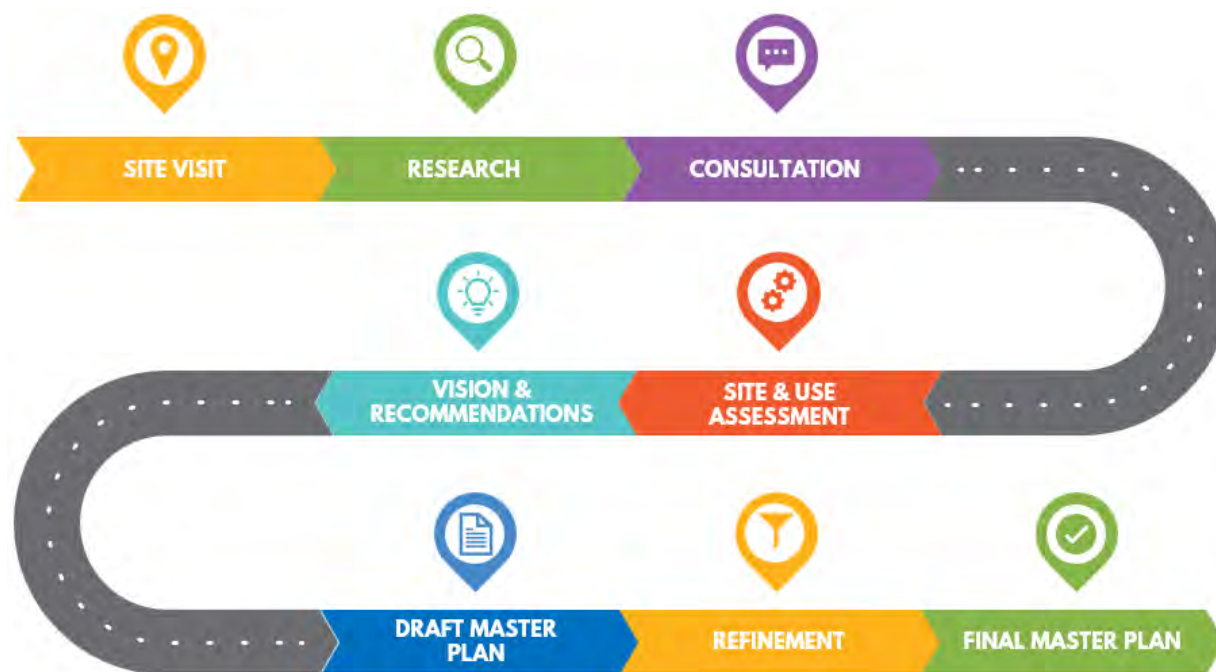 SITE VISIT
RESEARCH
CONSULTATION
SITE & USE
ASSESSMENT
VISION &
RECOMMENDATIONS
DRAFT MASTER
PLAN
REFINEMENT
FINAL MASTER PLAN